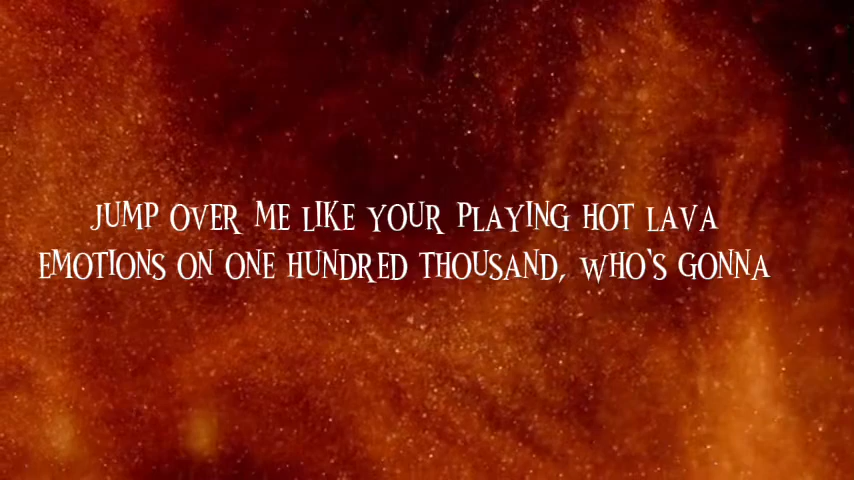 JUMP OVER ME LIKE YOUR PLAYING HOT LAVA
EMOTIONS ON ONE HUNDRED THOUSAND, WHO'S GONNA